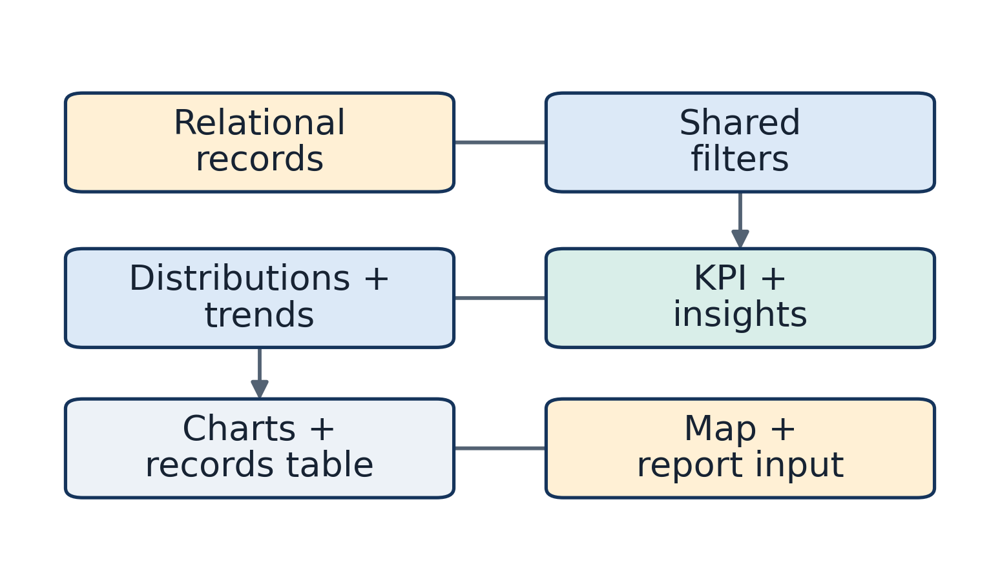 Relational
records
Shared
filters
Distributions +
trends
KPI +
insights
Charts +
records table
Map +
report input